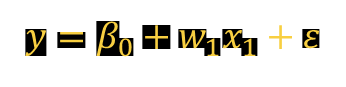 y = β₀ + w₁x₁ + ε